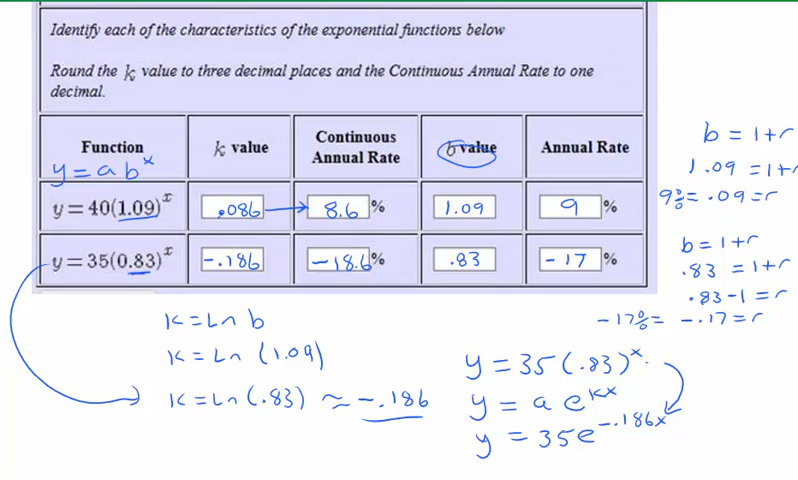 Identify each of the characteristics of the exponential functions below
Round the k value to three decimal places and the Continuous Annual Rate to one
decimal.
Function k value Continuous Annual Rate b value Annual Rate
y = ab^x
y = 40(1.09)^x .086 → 8.6 % 1.09 9 %
y = 35(0.83)^x -.186 -18.6 % .83 -17 %
b = 1+r
1.09 = 1+r
9% = .09 = r
b = 1+r
.83 = 1+r
.83-1 = r
-17% = -.17 = r
K = Ln b
K = Ln (1.09)
K = Ln (.83) ≈ -.186
y = 35 (.83)^x
y = a e^kx
y = 35e^-.186x